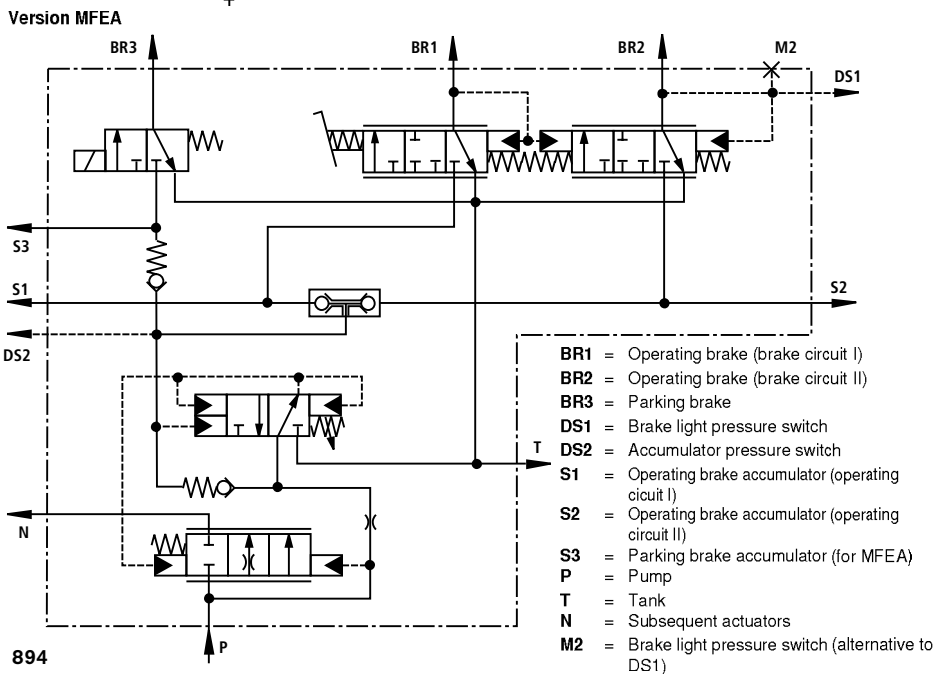 Version MFEA
BR3
BR1
BR2
M2
DS1
S3
S1
S2
DS2
T
N
P
BR1 = Operating brake (brake circuit I)
BR2 = Operating brake (brake circuit II)
BR3 = Parking brake
DS1 = Brake light pressure switch
DS2 = Accumulator pressure switch
S1 = Operating brake accumulator (operating
cicuit I)
S2 = Operating brake accumulator (operating
circuit II)
S3 = Parking brake accumulator (for MFEA)
P = Pump
T = Tank
N = Subsequent actuators
M2 = Brake light pressure switch (alternative to
DS1)
894